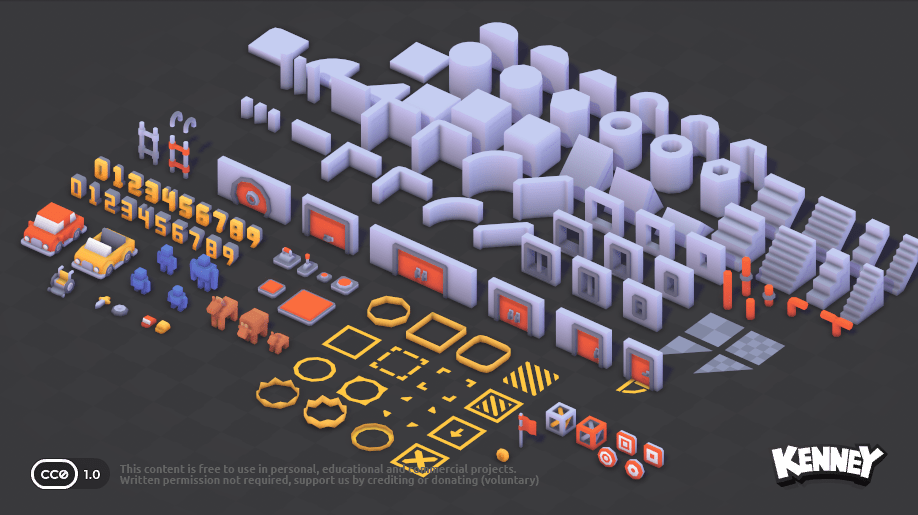 0123456789
0123456789
CC0 1.0
This content is free to use in personal, educational and commercial projects.
Written permission not required, support us by crediting or donating (voluntary)
KENNEY